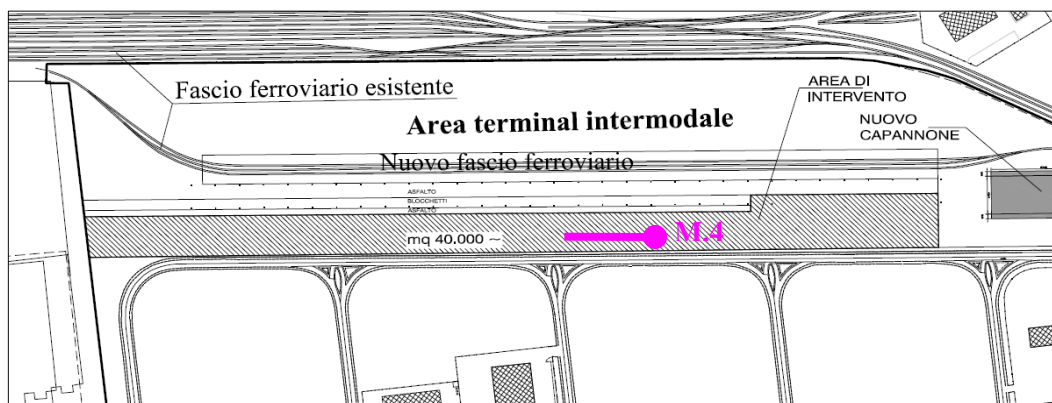 Fascio ferroviario esistente
AREA DI
INTERVENTO
Area terminal intermodale
NUOVO
CAPANNONE
Nuovo fascio ferroviario
ASFALTO
BLOCCHETTI
ASFALTO
mq 40.000 ~
M.4